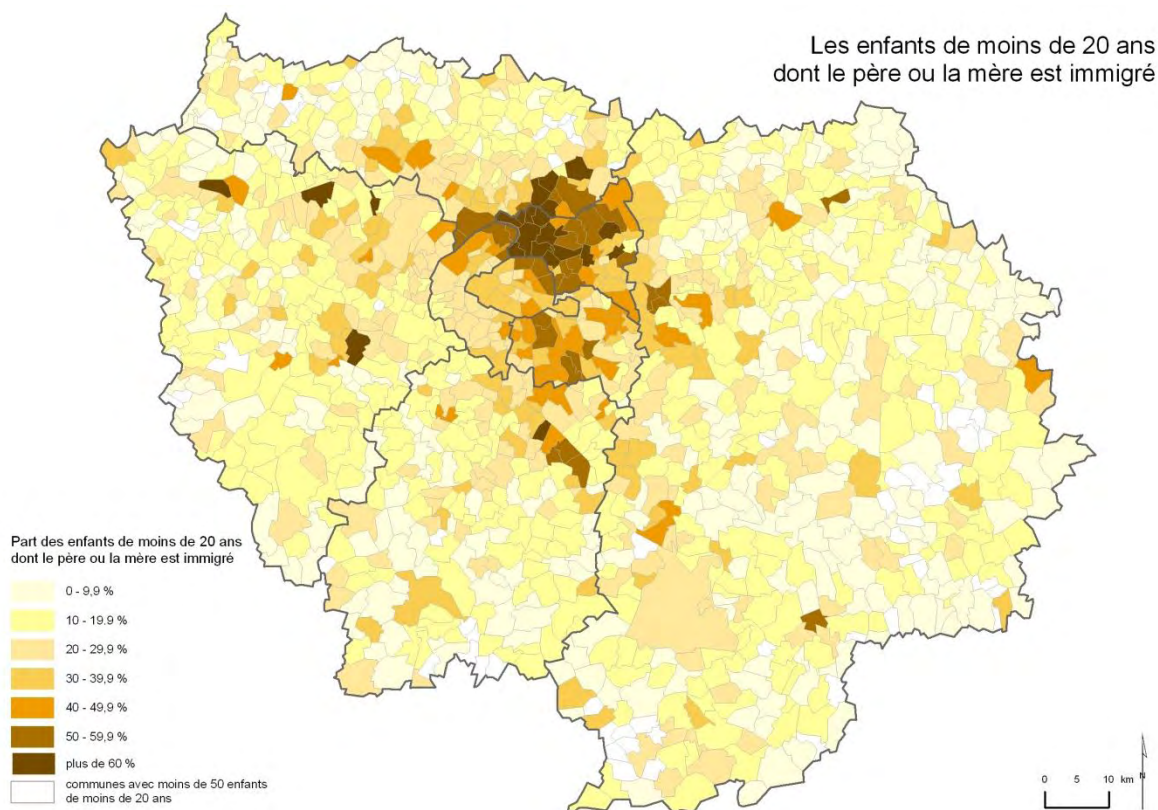 Les enfants de moins de 20 ans
dont le père ou la mère est immigré
Part des enfants de moins de 20 ans
dont le père ou la mère est immigré
0 - 9,9 %
10 - 19,9 %
20 - 29,9 %
30 - 39,9 %
40 - 49,9 %
50 - 59,9 %
plus de 60 %
communes avec moins de 50 enfants
de moins de 20 ans
0 5 10 km
N